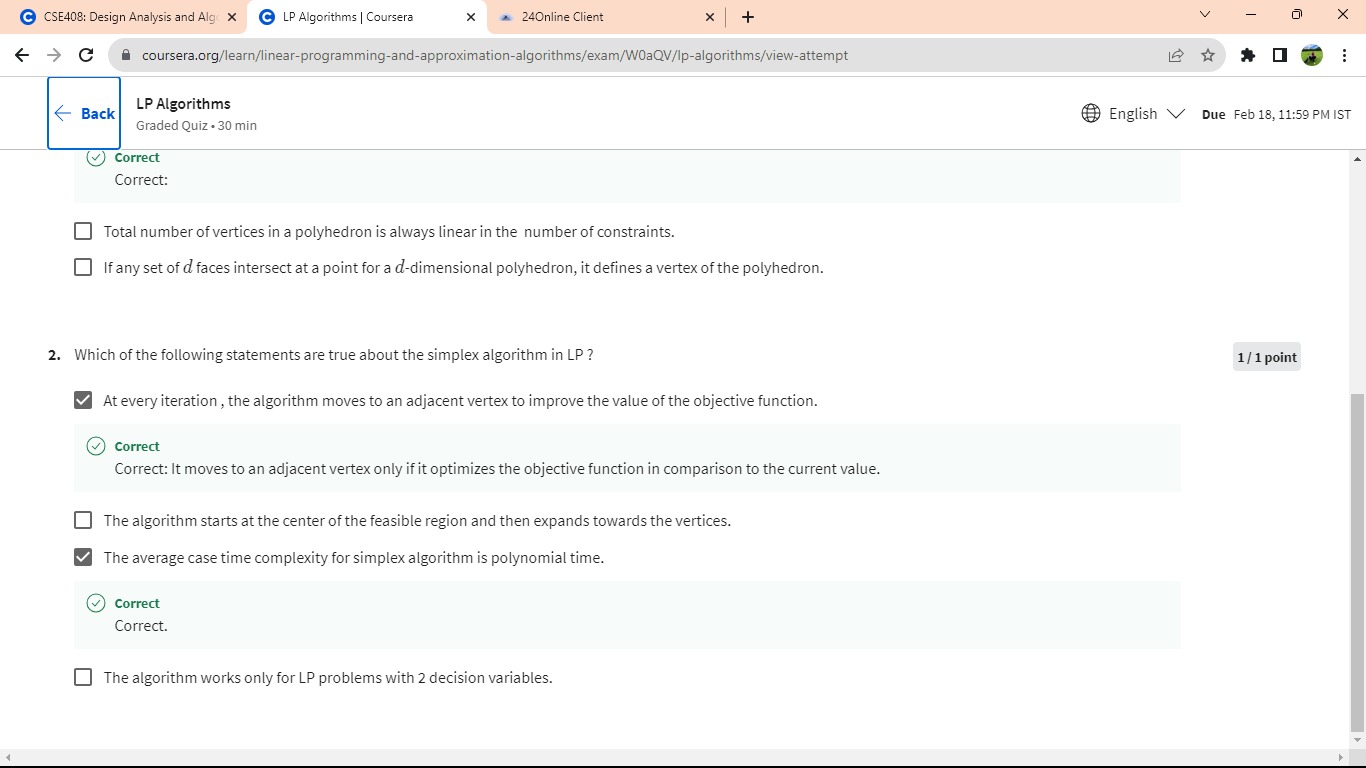 CSE408: Design Analysis and Alg
LP Algorithms | Coursera
24Online Client
coursera.org/learn/linear-programming-and-approximation-algorithms/exam/W0aQV/lp-algorithms/view-attempt
Back
LP Algorithms
Graded Quiz • 30 min
English
Due Feb 18, 11:59 PM IST
Correct
Correct:
Total number of vertices in a polyhedron is always linear in the number of constraints.
If any set of d faces intersect at a point for a d-dimensional polyhedron, it defines a vertex of the polyhedron.
2. Which of the following statements are true about the simplex algorithm in LP ?
1 / 1 point
At every iteration , the algorithm moves to an adjacent vertex to improve the value of the objective function.
Correct
Correct: It moves to an adjacent vertex only if it optimizes the objective function in comparison to the current value.
The algorithm starts at the center of the feasible region and then expands towards the vertices.
The average case time complexity for simplex algorithm is polynomial time.
Correct
Correct.
The algorithm works only for LP problems with 2 decision variables.